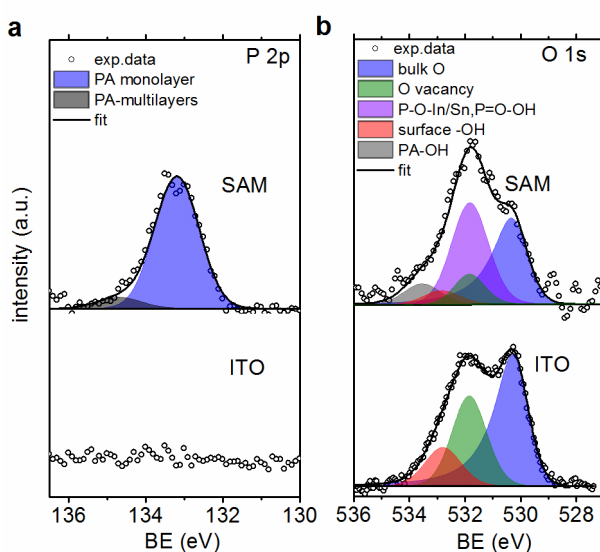 a
P 2p
exp.data
PA monolayer
PA-multilayers
fit
SAM
ITO
intensity (a.u.)
136 134 132 130
BE (eV)
b
O 1s
exp.data
bulk O
O vacancy
P-O-In/Sn,P=O-OH
surface -OH
PA-OH
fit
SAM
ITO
536 534 532 530 528
BE (eV)